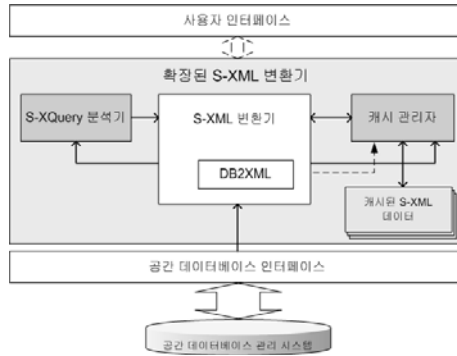 사용자 인터페이스
확장된 S-XML 변환기
S-XQuery 분석기
S-XML 변환기
캐시 관리자
DB2XML
캐시된 S-XML
데이터
공간 데이터베이스 인터페이스
공간 데이터베이스 관리 시스템